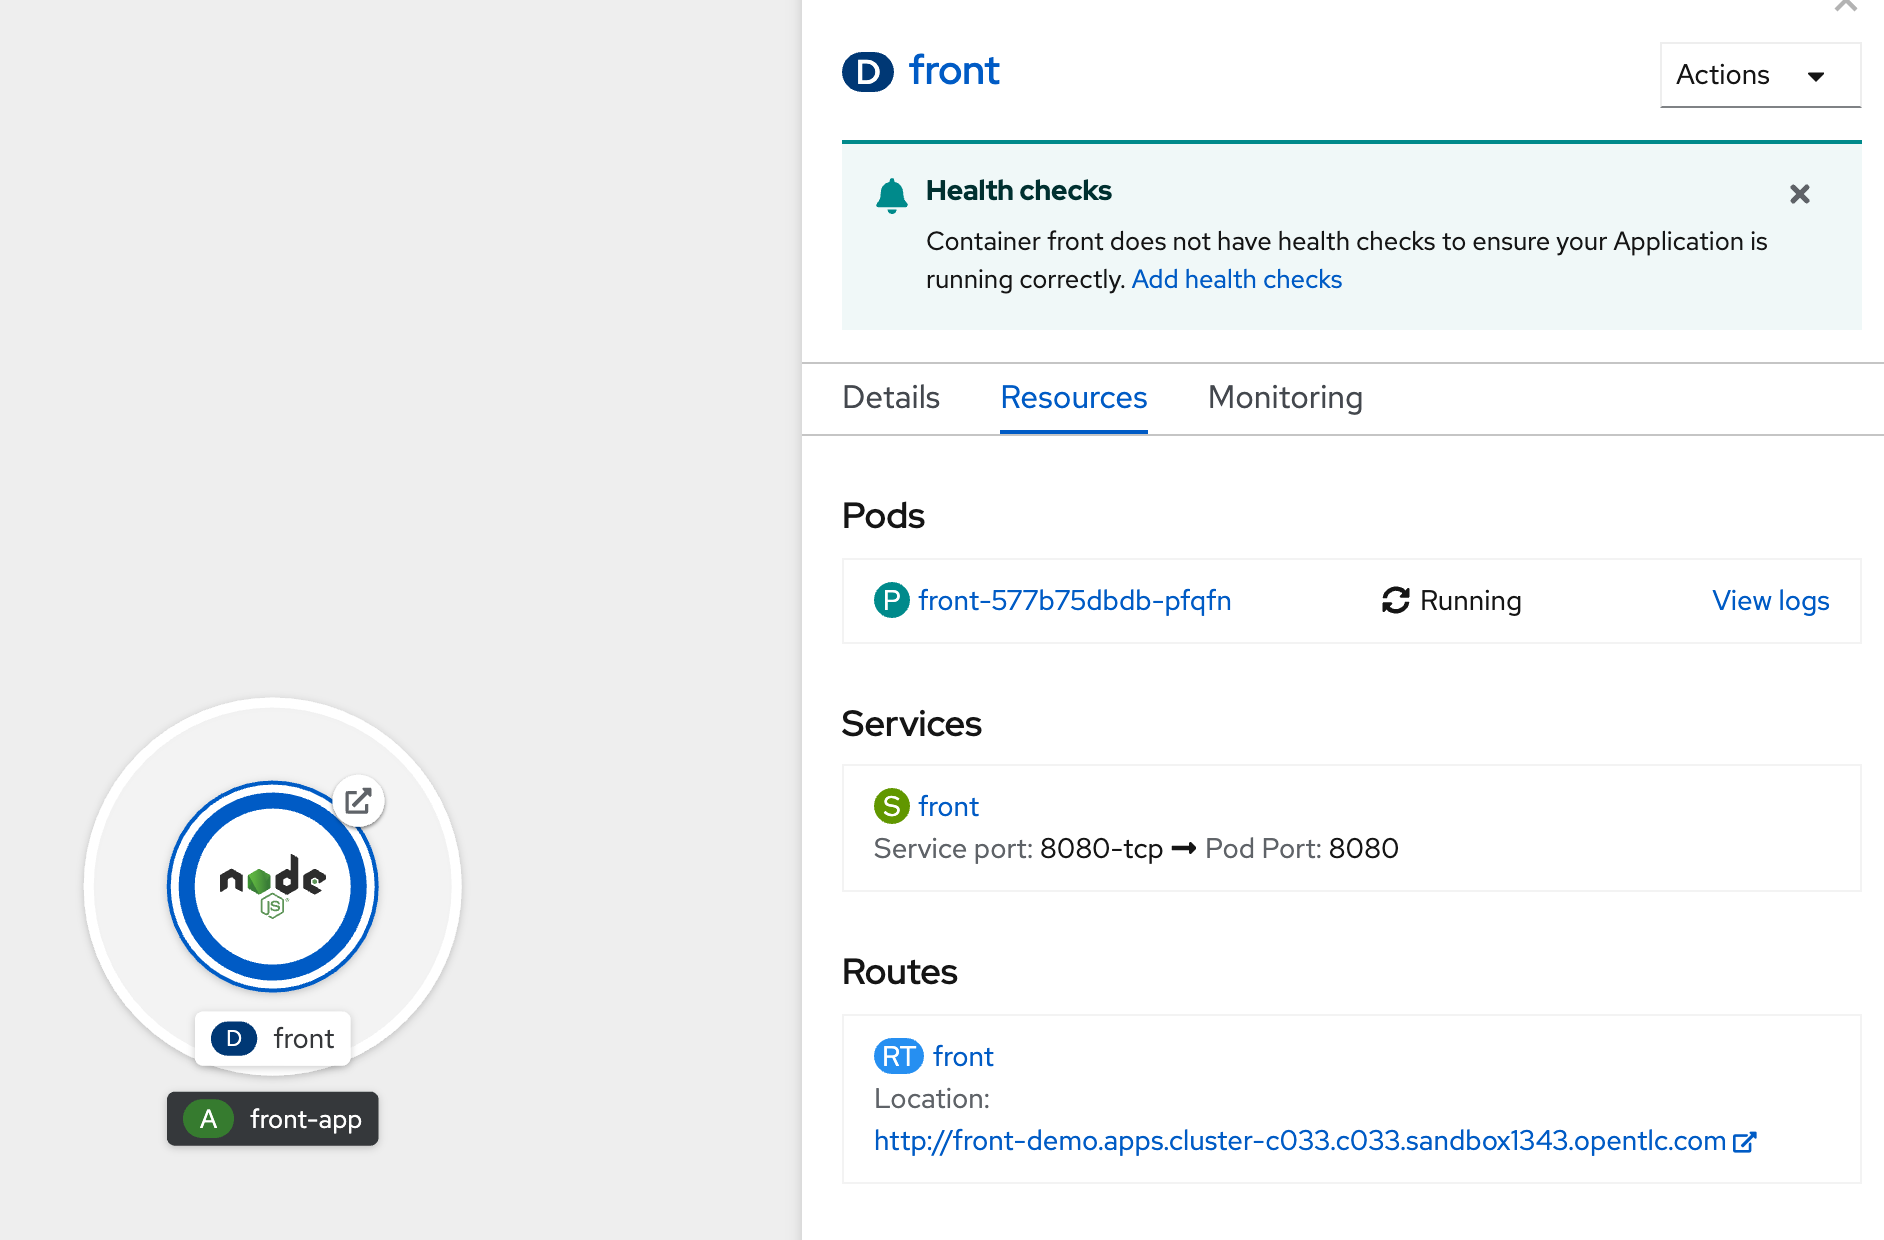 D front
Actions
Health checks
Container front does not have health checks to ensure your Application is
running correctly. Add health checks
Details Resources Monitoring
Pods
P front-577b75dbdb-pfqfn Running View logs
Services
S front
Service port: 8080-tcp → Pod Port: 8080
Routes
RT front
Location:
http://front-demo.apps.cluster-c033.c033.sandbox1343.opentlc.com
node
JS
D front
A front-app